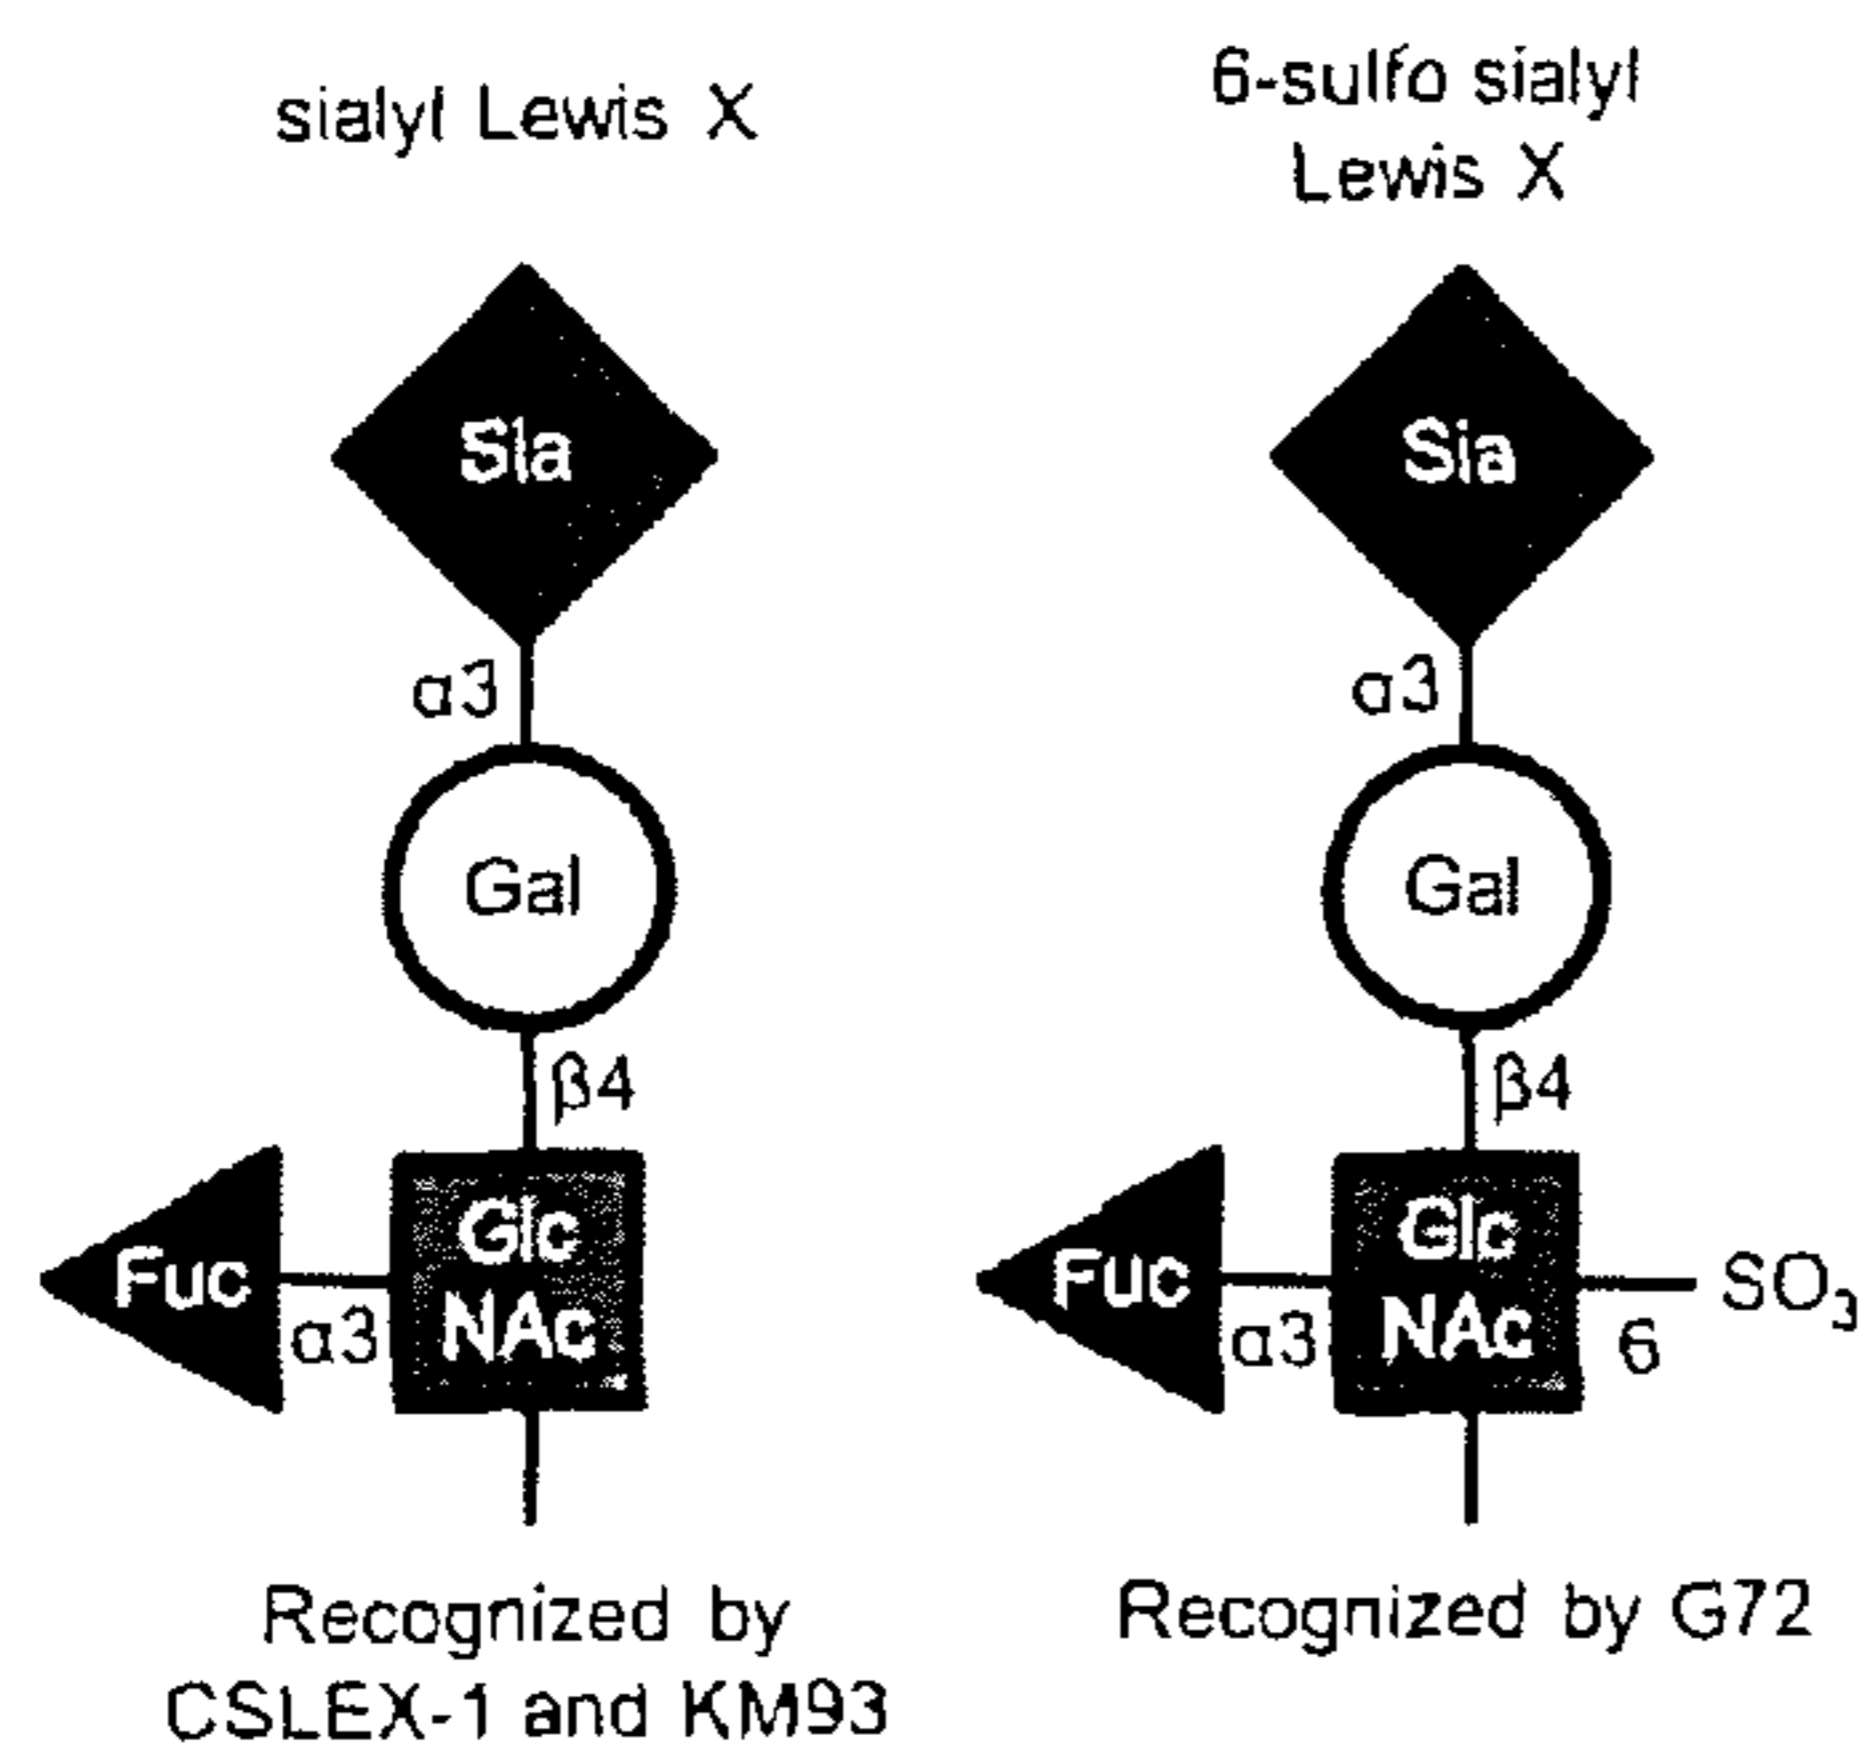 sialyl Lewis X
Sia
α3
Gal
β4
Fuc
α3
Glc
NAc
Recognized by
CSLEX-1 and KM93
6-sulfo sialyl
Lewis X
Sia
α3
Gal
β4
Fuc
α3
Glc
NAc
6
SO3
Recognized by G72